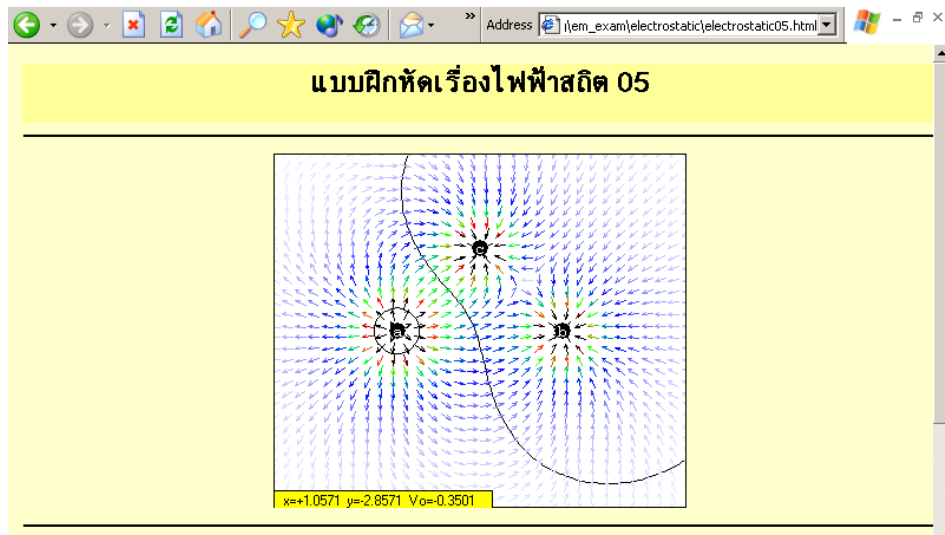 » Address i\em_exam\electrostatic\electrostatic05.html
แบบฝึกหัดเรื่องไฟฟ้าสถิต 05
c
a b
x=+1.0571 y=-2.8571 Vo=-0.3501